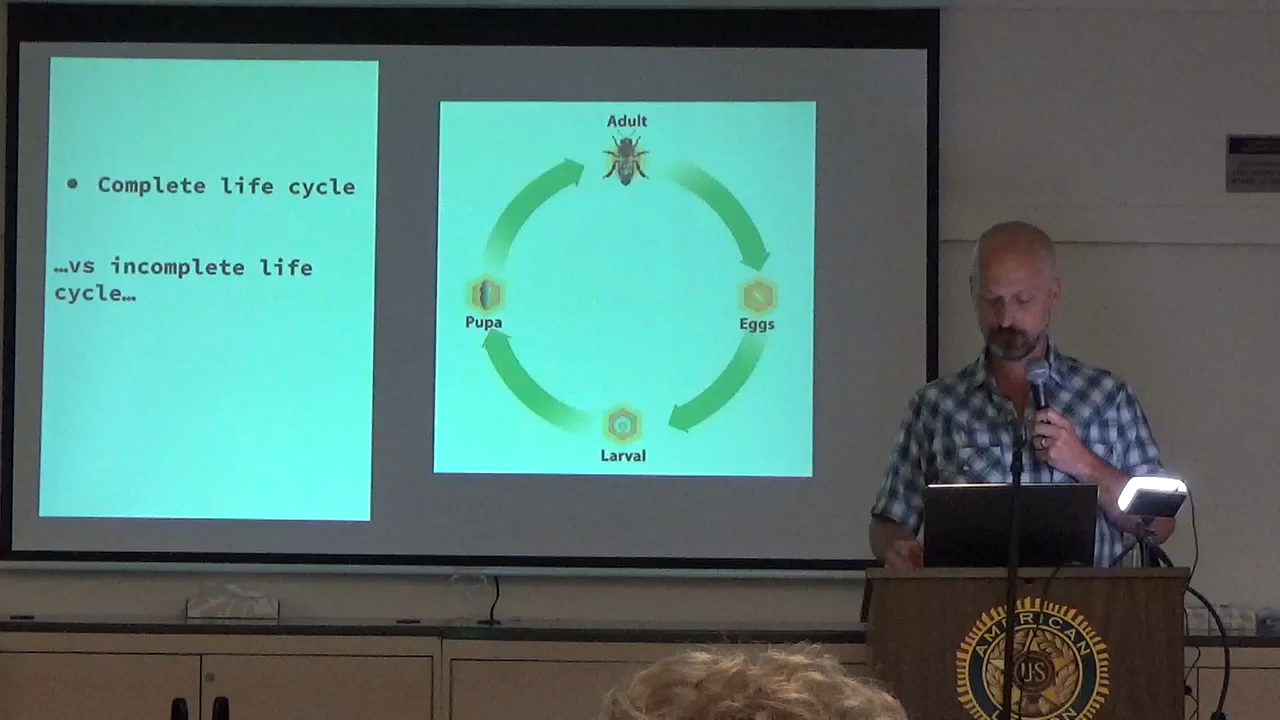 • Complete life cycle
…vs incomplete life
cycle…
Adult
Eggs
Larval
Pupa
AMERICAN
US